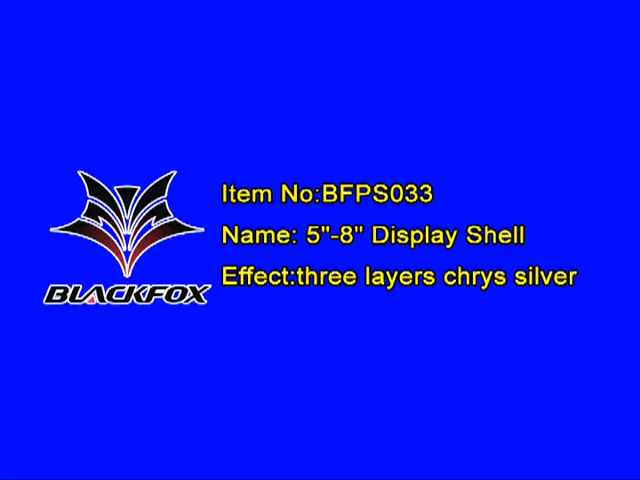 Item No:BFPS033
Name: 5"-8" Display Shell
Effect:three layers chrys silver
BLACKFOX